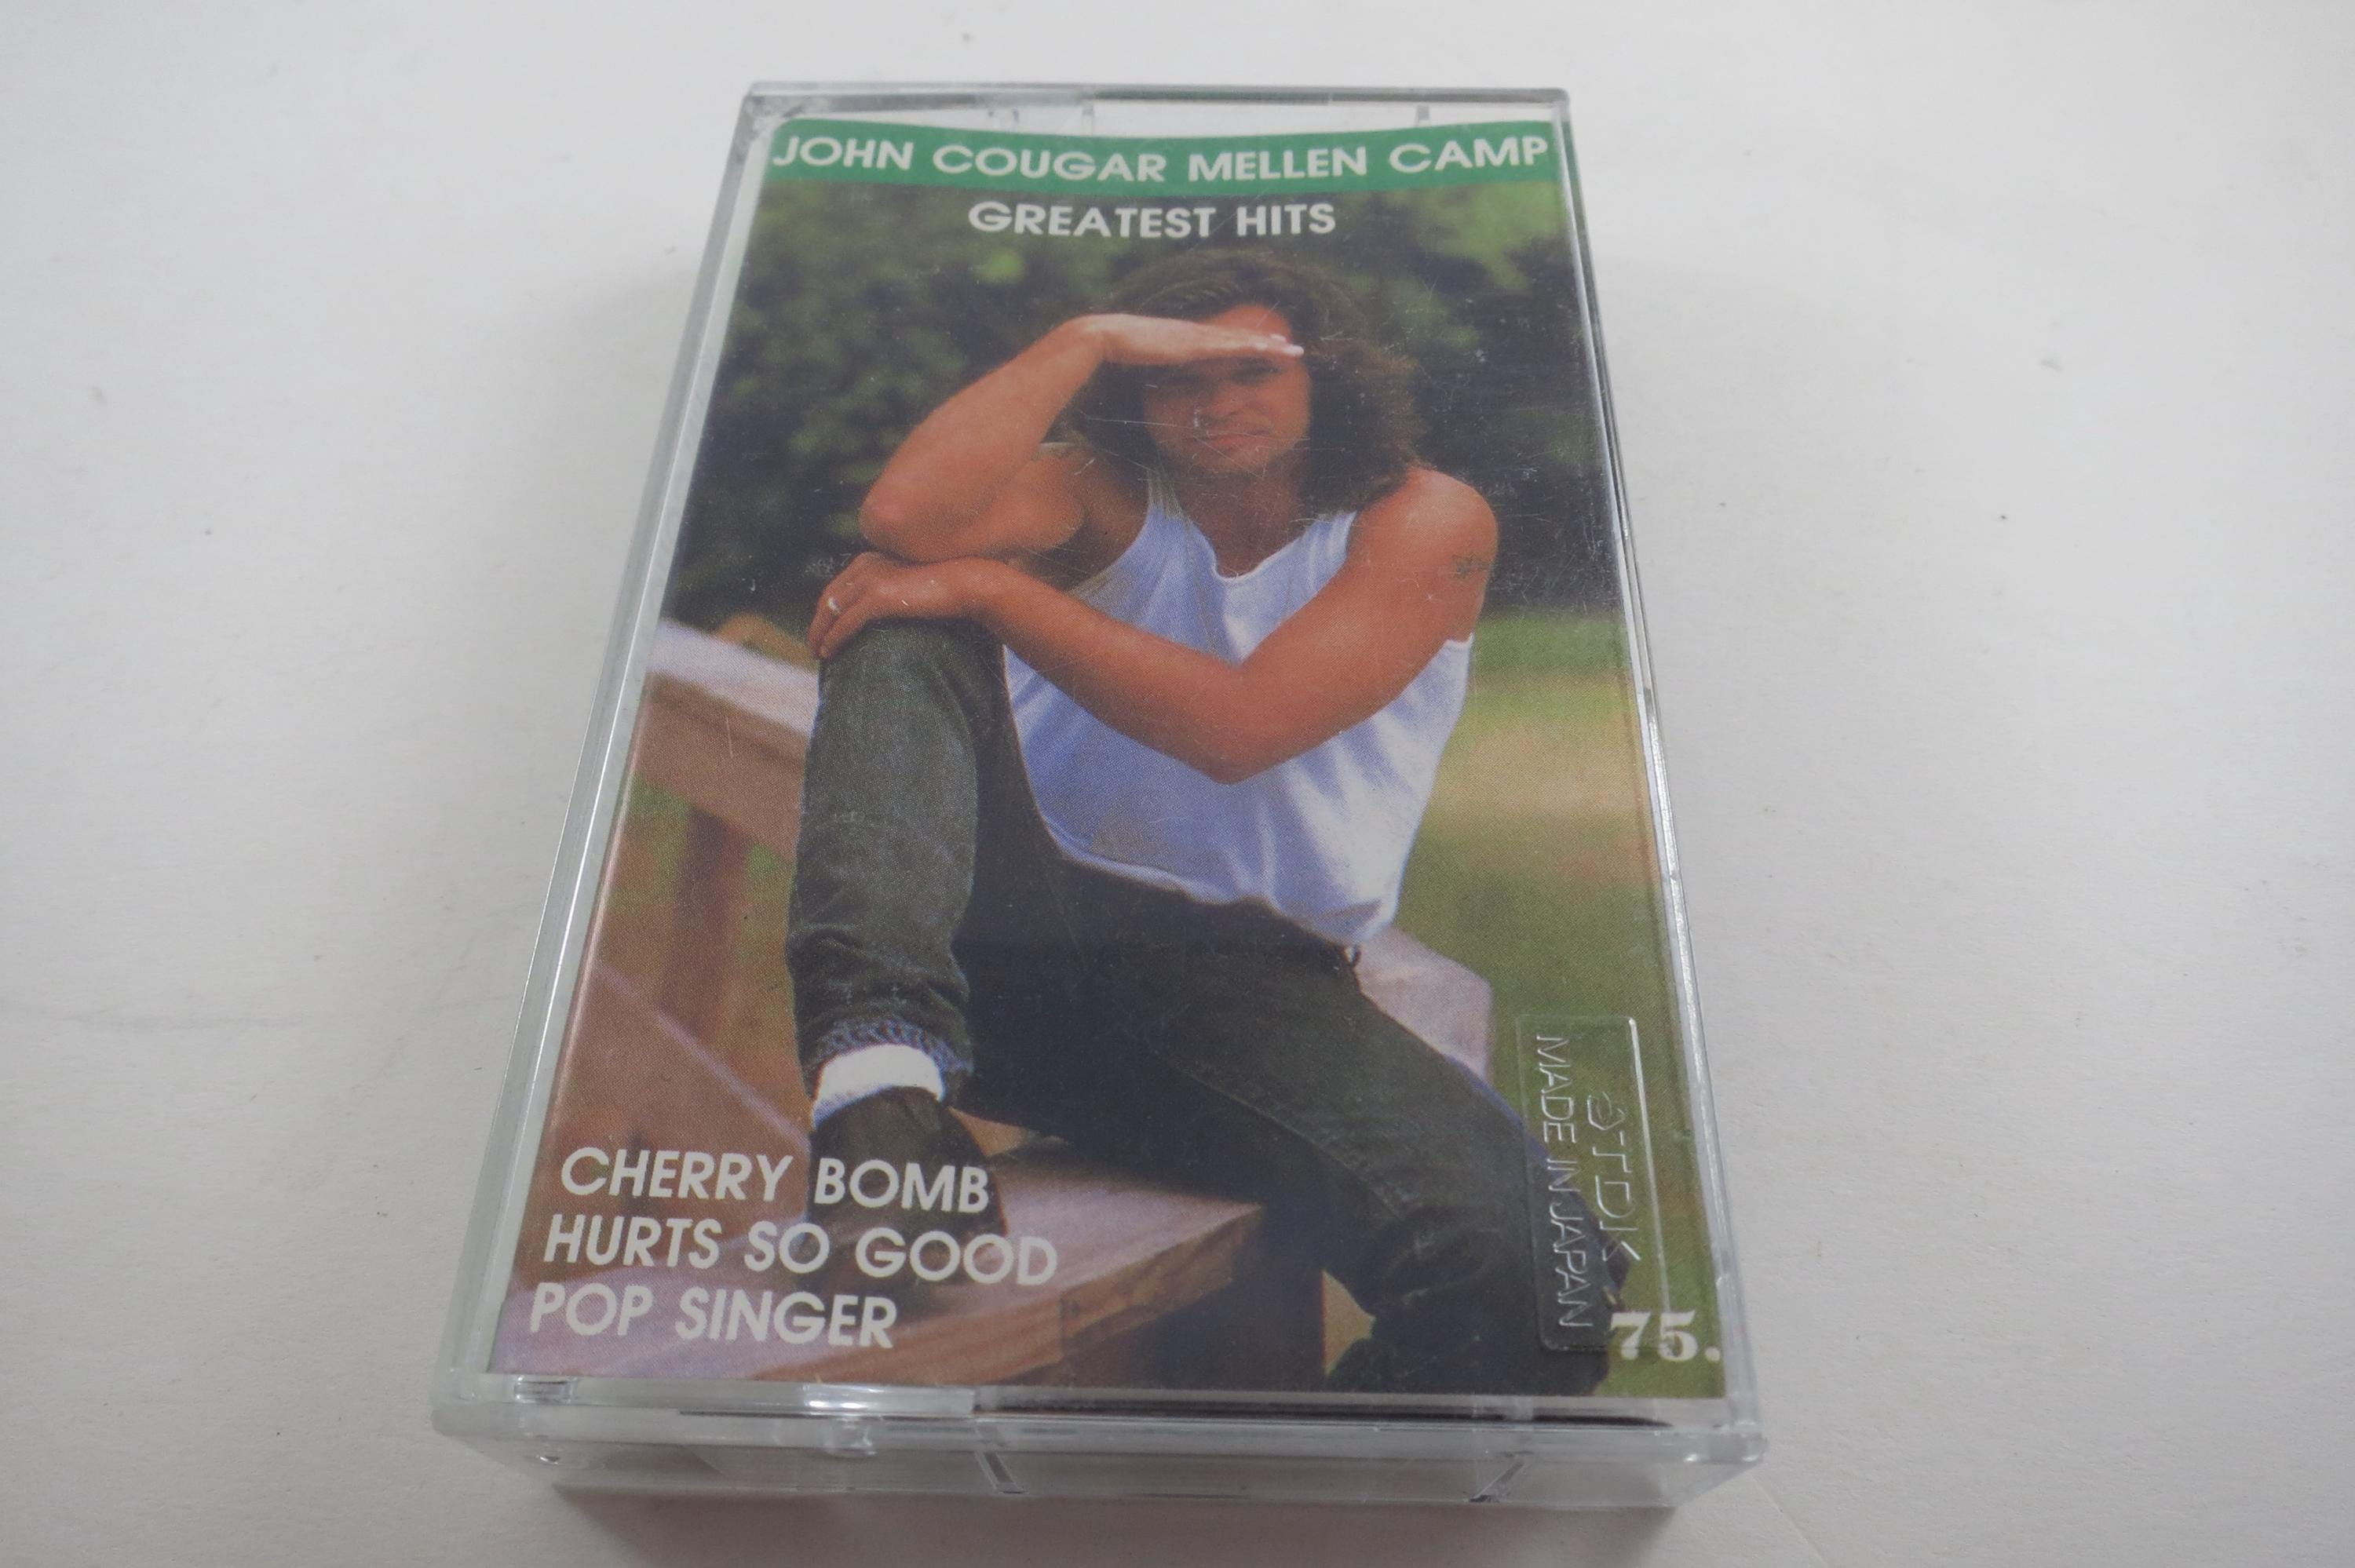 JOHN COUGAR MELLEN CAMP
GREATEST HITS
CHERRY BOMB
HURTS SO GOOD
POP SINGER
TDK
MADE IN JAPAN
75.